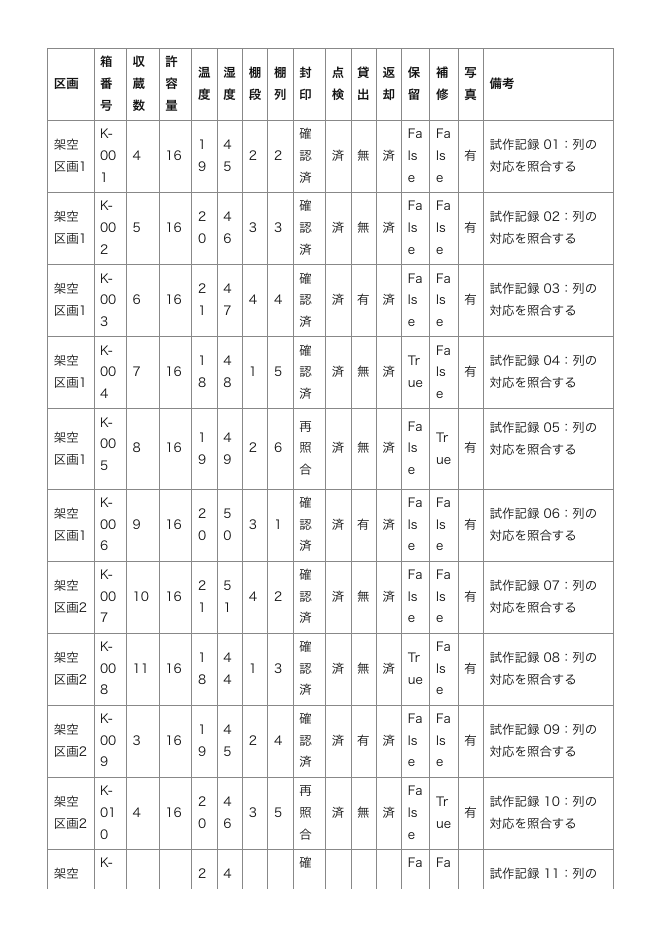 区画 箱番号 収蔵数 許容量 温度 湿度 棚段 棚列 封印 点検 貸出 返却 保留 補修 写真 備考
架空区画1 K-001 4 16 19 45 2 2 確認済 済 無 済 False False 有 試作記録 01：列の対応を照合する
架空区画1 K-002 5 16 20 46 3 3 確認済 済 無 済 False False 有 試作記録 02：列の対応を照合する
架空区画1 K-003 6 16 21 47 4 4 確認済 済 有 済 False False 有 試作記録 03：列の対応を照合する
架空区画1 K-004 7 16 18 48 1 5 確認済 済 無 済 True False 有 試作記録 04：列の対応を照合する
架空区画1 K-005 8 16 19 49 2 6 再照合 済 無 済 False True 有 試作記録 05：列の対応を照合する
架空区画1 K-006 9 16 20 50 3 1 確認済 済 有 済 False False 有 試作記録 06：列の対応を照合する
架空区画2 K-007 10 16 21 51 4 2 確認済 済 無 済 False False 有 試作記録 07：列の対応を照合する
架空区画2 K-008 11 16 18 44 1 3 確認済 済 無 済 True False 有 試作記録 08：列の対応を照合する
架空区画2 K-009 3 16 19 45 2 4 確認済 済 有 済 False False 有 試作記録 09：列の対応を照合する
架空区画2 K-010 4 16 20 46 3 5 再照合 済 無 済 False True 有 試作記録 10：列の対応を照合する
架空 K- 2 4 確 Fa Fa 試作記録 11：列の